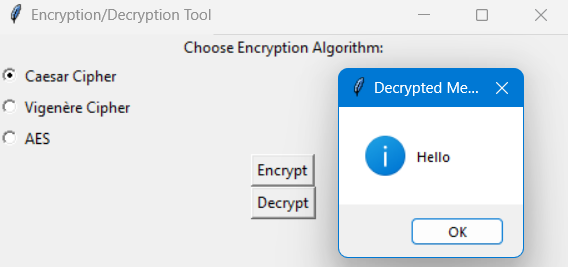 Encryption/Decryption Tool
Choose Encryption Algorithm:
Caesar Cipher
Vigenère Cipher
AES
Encrypt
Decrypt
Decrypted Me...
Hello
OK